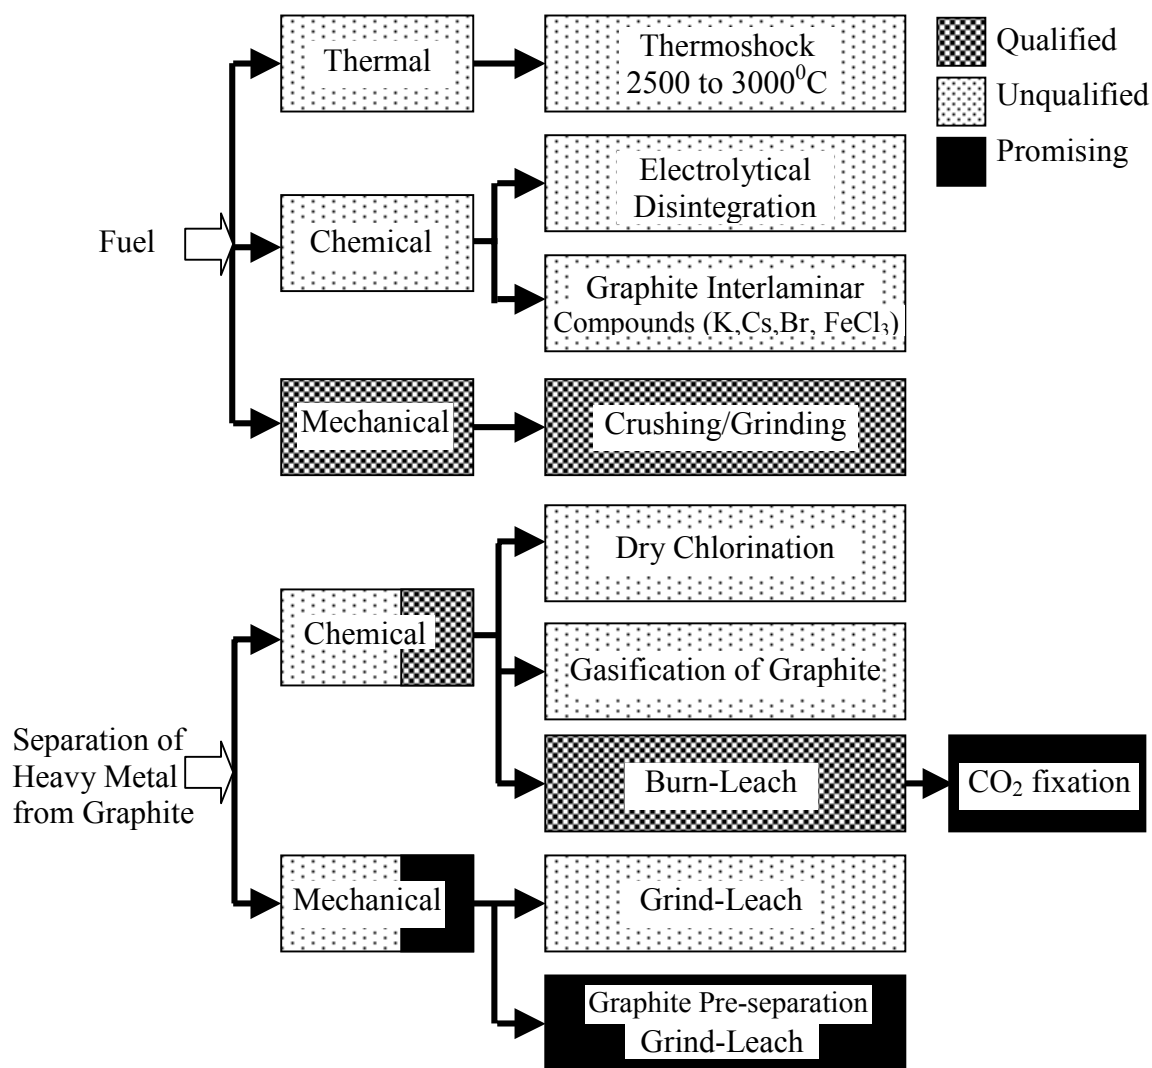 Thermal
Thermoshock
2500 to 3000⁰C
Qualified
Unqualified
Promising
Fuel
Chemical
Electrolytical
Disintegration
Graphite Interlaminar
Compounds (K,Cs,Br, FeCl₃)
Mechanical
Crushing/Grinding
Separation of
Heavy Metal
from Graphite
Chemical
Dry Chlorination
Gasification of Graphite
Burn-Leach
CO₂ fixation
Mechanical
Grind-Leach
Graphite Pre-separation
Grind-Leach